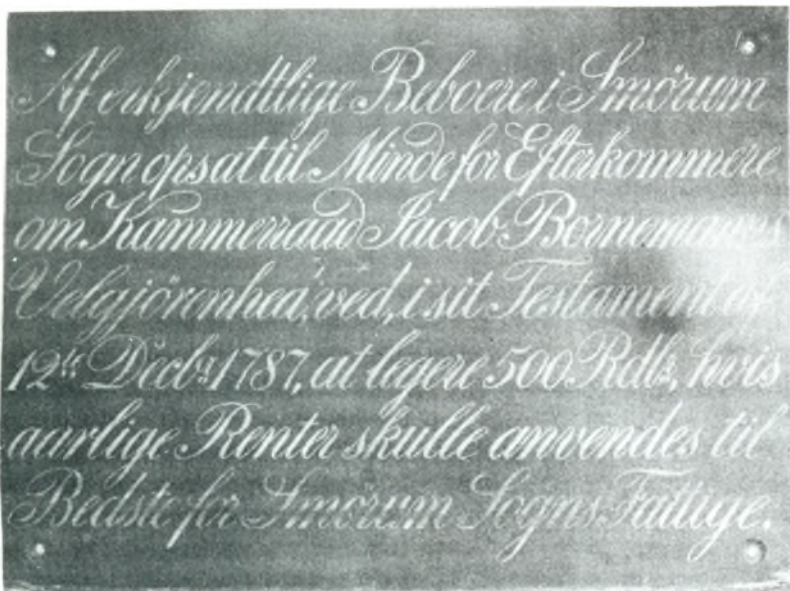 Af erkjendtlige Beboere i Smörum
Sogn opsat til Minde for Efterkommere
om Kammerraad Jacob Bornemanns
Velgjörenhed, ved, i sit Testament af
12te Decbr 1787, at legere 500 Rdlr, hvis
aarlige Renter skulle anvendes til
Bedste for Smörum Sogns Fattige.